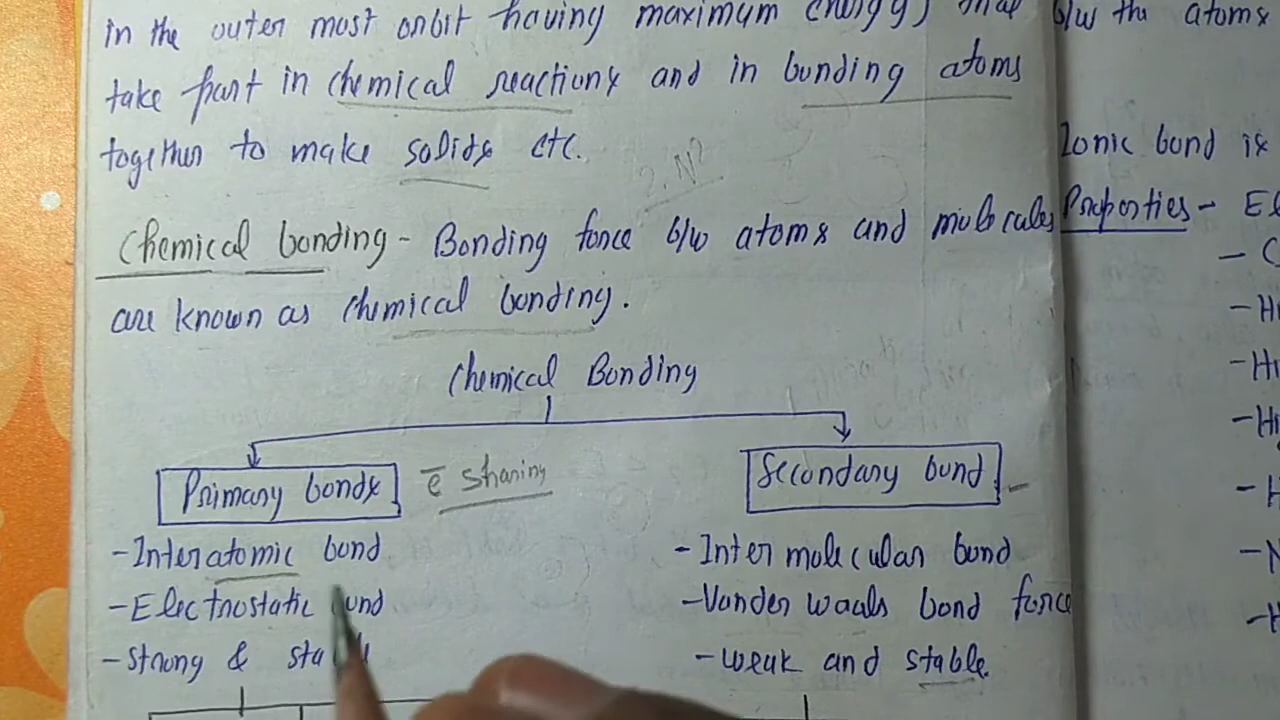 in the outer most orbit having maximum energy) that
take part in chemical reactions and in bonding atoms
together to make solids etc.
Chemical bonding - Bonding force b/w atoms and molecules
are known as chemical bonding.
Chemical Bonding
Primary bonds
ē sharing
Secondary bond
- Interatomic bond
- Electrostatic bond
- Strong & stable
- Inter molecular bond
- Vander waals bond force
- weak and stable
b/w the atoms
Ionic bond is
Properties -